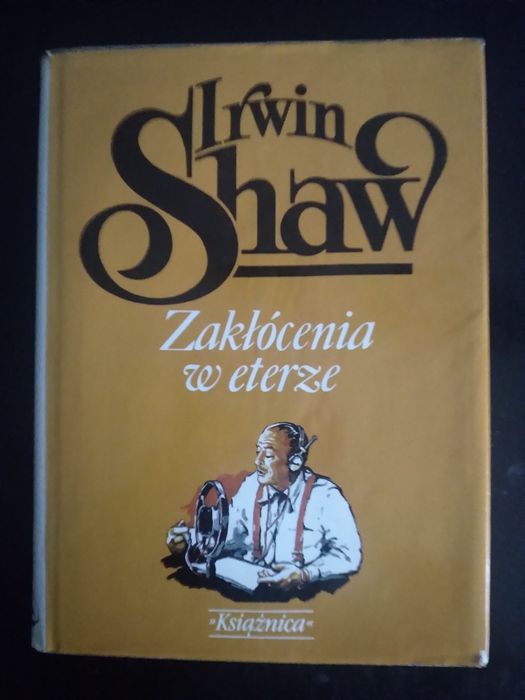 Irwin
Shaw
Zakłócenia
w eterze
»Książnica«